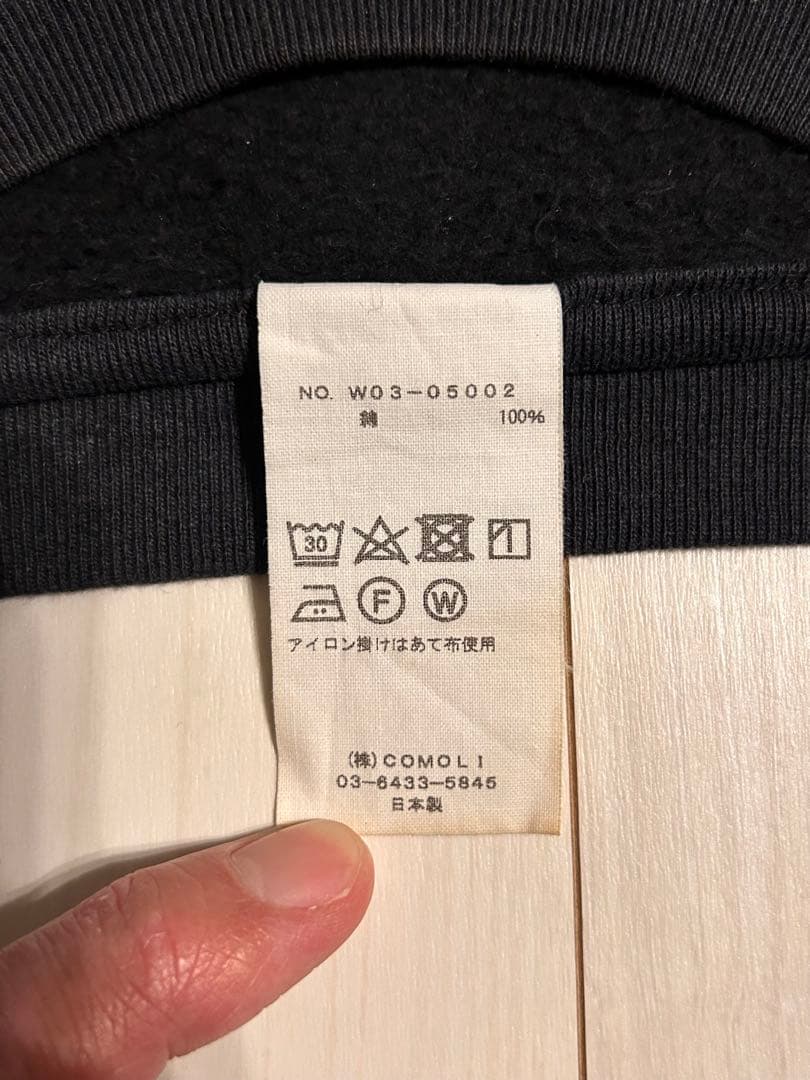 NO. W03-05002
綿 100%
30
F W
アイロン掛けはあて布使用
(株)COMOLI
03-6433-5845
日本製